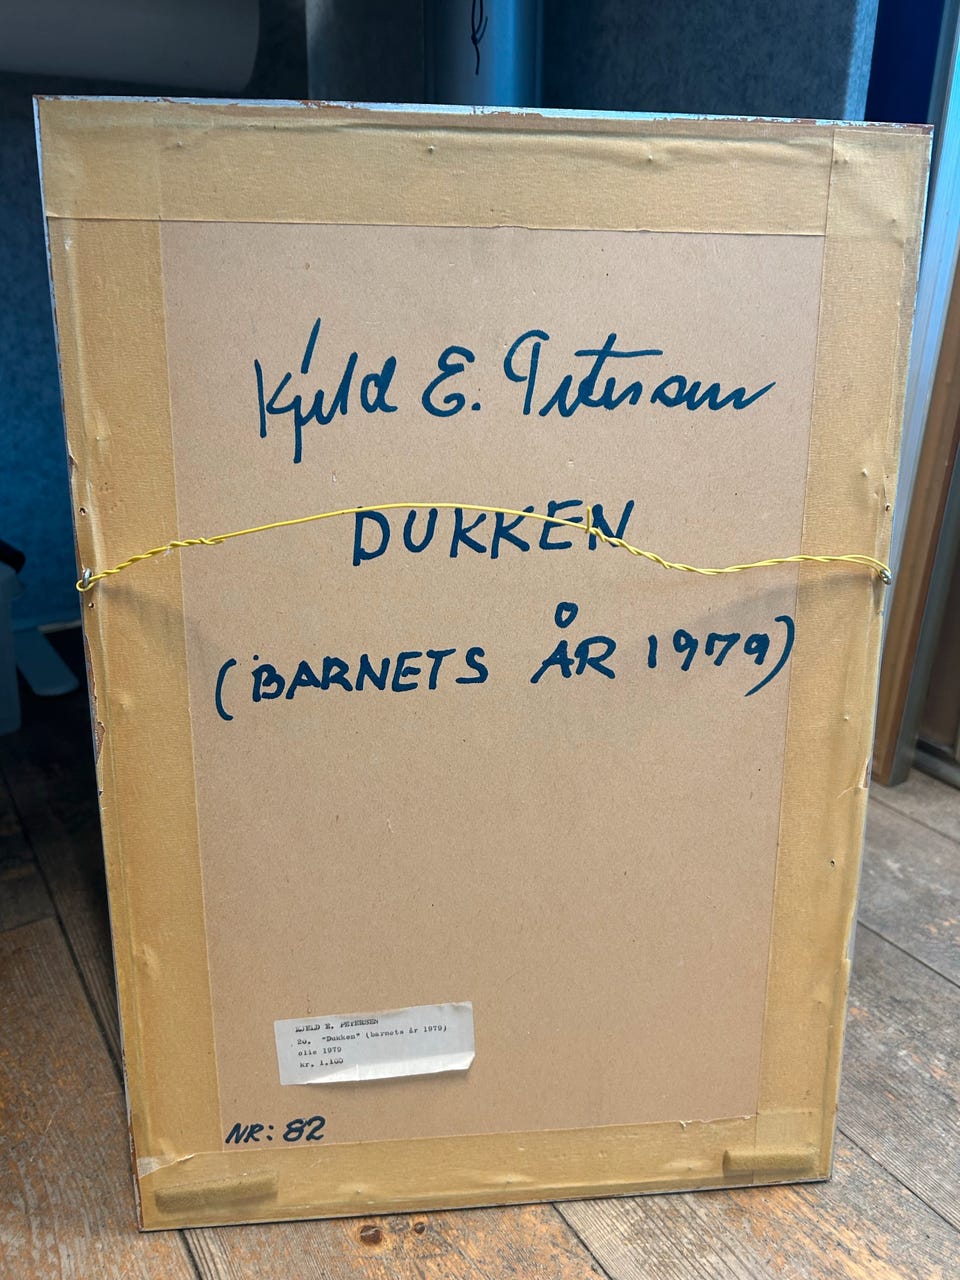 Kjeld E. Petersen
DUKKEN
(BARNETS ÅR 1979)
KJELD E. PETERSEN
20. "Dukken" (barnets år 1979)
olie 1979
kr. 1.100
NR: 82